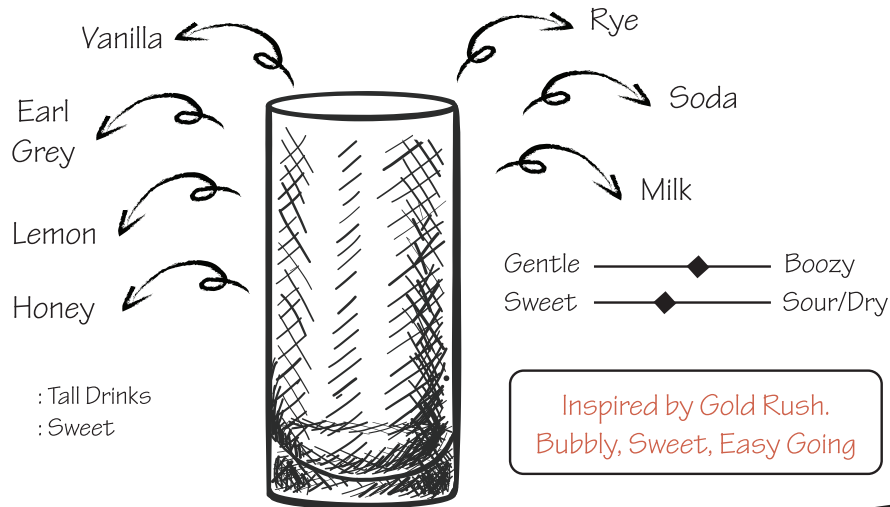 Vanilla
Rye
Earl
Grey
Soda
Milk
Lemon
Honey
Gentle
Boozy
Sweet
Sour/Dry
: Tall Drinks
: Sweet
Inspired by Gold Rush.
Bubbly, Sweet, Easy Going